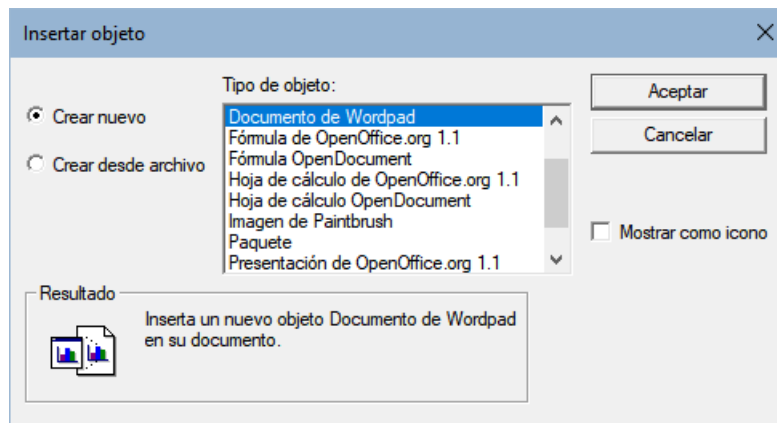 Insertar objeto
Tipo de objeto:
Crear nuevo
Crear desde archivo
Documento de Wordpad
Fórmula de OpenOffice.org 1.1
Fórmula OpenDocument
Hoja de cálculo de OpenOffice.org 1.1
Hoja de cálculo OpenDocument
Imagen de Paintbrush
Paquete
Presentación de OpenOffice.org 1.1
Aceptar
Cancelar
Mostrar como icono
Resultado
Inserta un nuevo objeto Documento de Wordpad
en su documento.